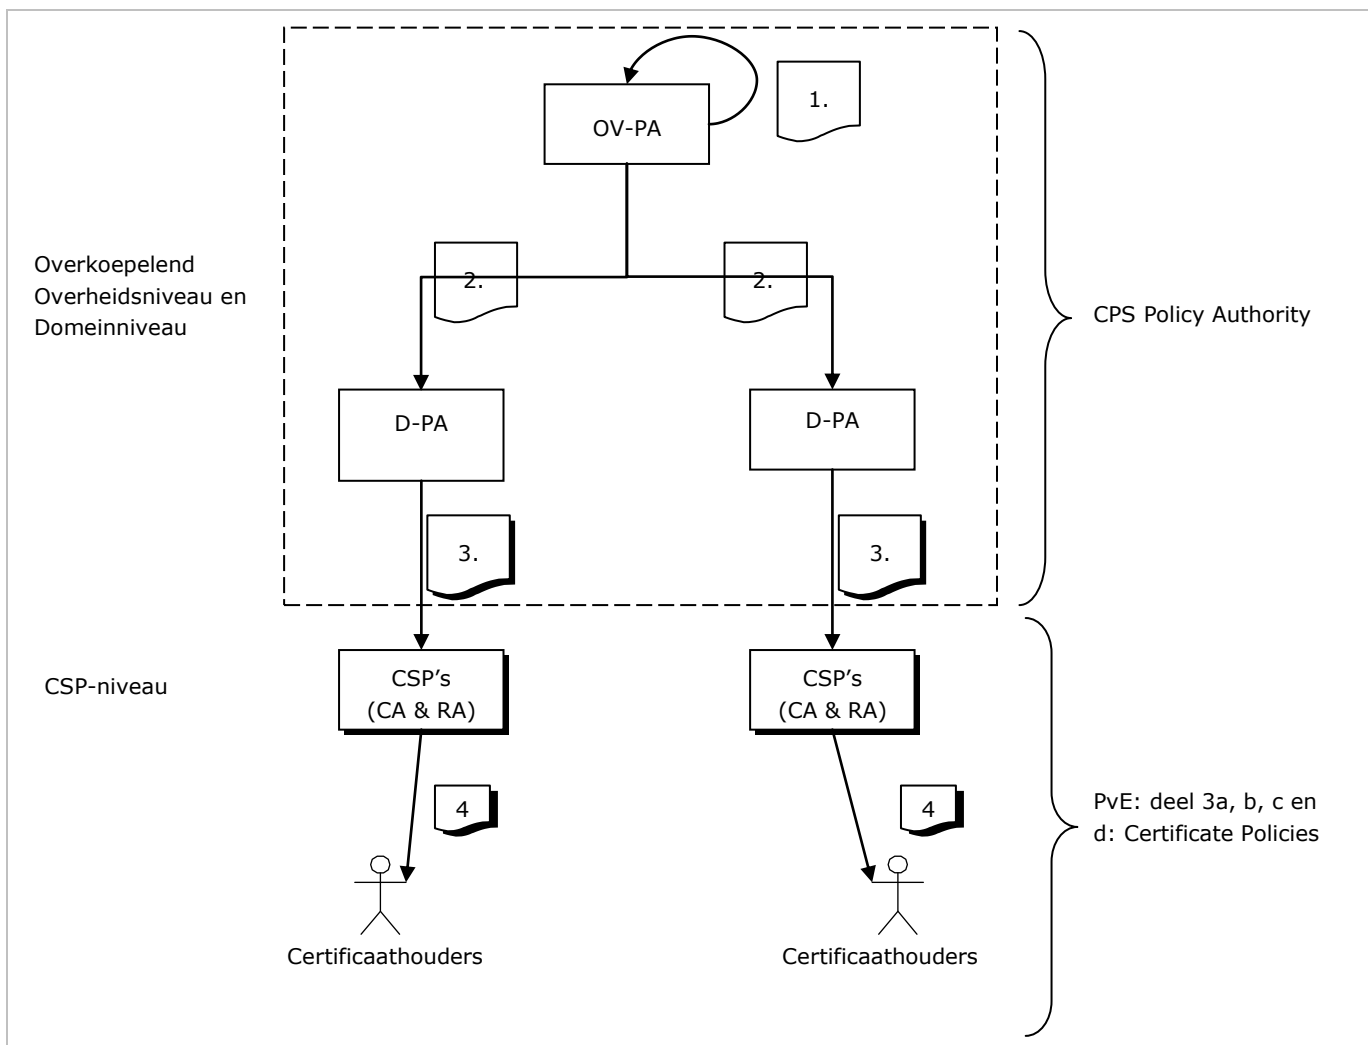 1.
OV-PA
Overkoepelend
Overheidsniveau en
Domeinniveau
2.
2.
CPS Policy Authority
D-PA
D-PA
3.
3.
CSP-niveau
CSP's
(CA & RA)
CSP's
(CA & RA)
4
4
PvE: deel 3a, b, c en
d: Certificate Policies
Certificaathouders
Certificaathouders